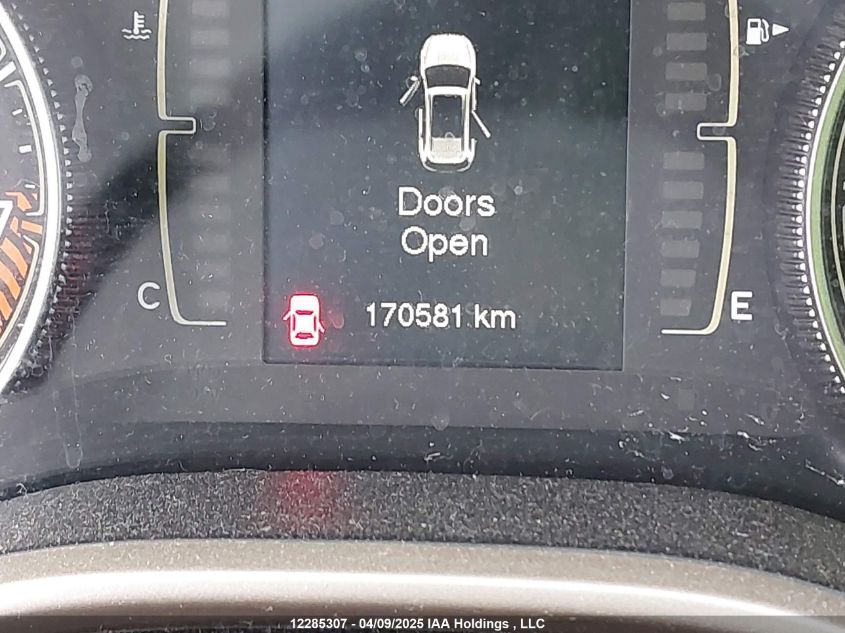 Doors
Open
C
170581 km
E
12285307 - 04/09/2025 IAA Holdings , LLC